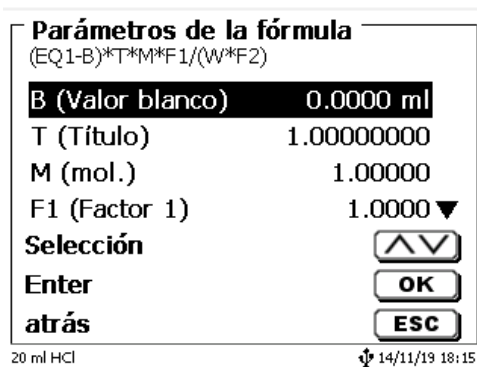 Parámetros de la fórmula
(EQ1-B)*T*M*F1/(W*F2)
B (Valor blanco) 0.0000 ml
T (Título) 1.00000000
M (mol.) 1.00000
F1 (Factor 1) 1.0000 ▼
Selección
Enter OK
atrás ESC
20 ml HCl 14/11/19 18:15